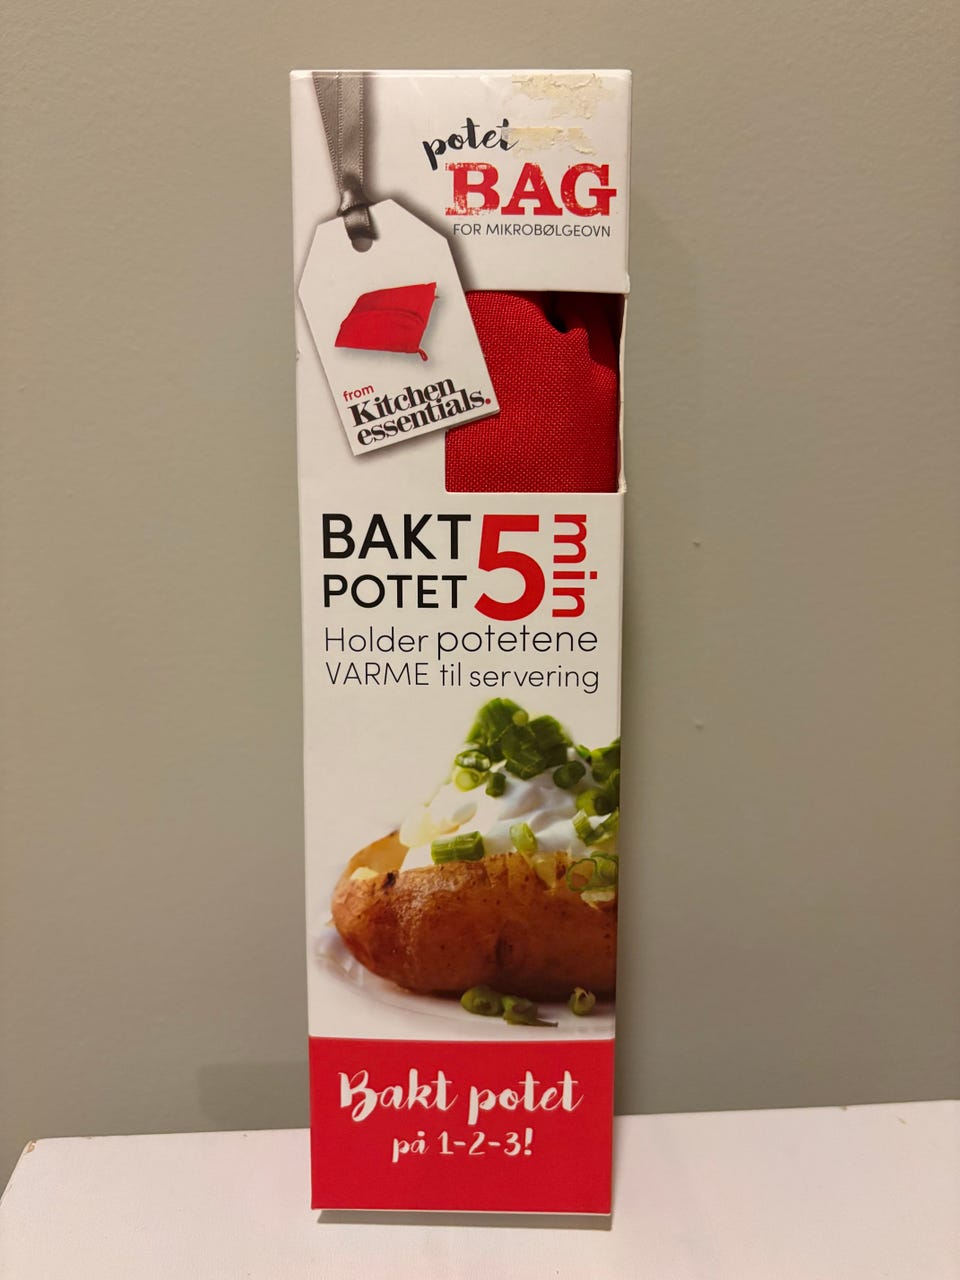 potet
BAG
FOR MIKROBØLGEOVN
from
Kitchen
essentials.
BAKT
POTET
5 min
Holder potetene
VARME til servering
Bakt potet
på 1-2-3!